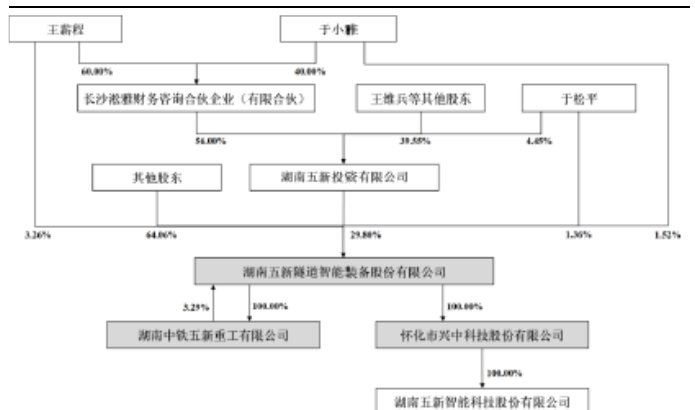 王薪程
于小雅
60.00%
40.00%
长沙淞雅财务咨询合伙企业（有限合伙）
王维兵等其他股东
于松平
56.00%
39.55%
4.45%
其他股东
湖南五新投资有限公司
3.26%
64.06%
29.80%
1.36%
1.52%
湖南五新隧道智能装备股份有限公司
3.29%
100.00%
100.00%
湖南中铁五新重工有限公司
怀化市兴中科技股份有限公司
100.00%
湖南五新智能科技股份有限公司